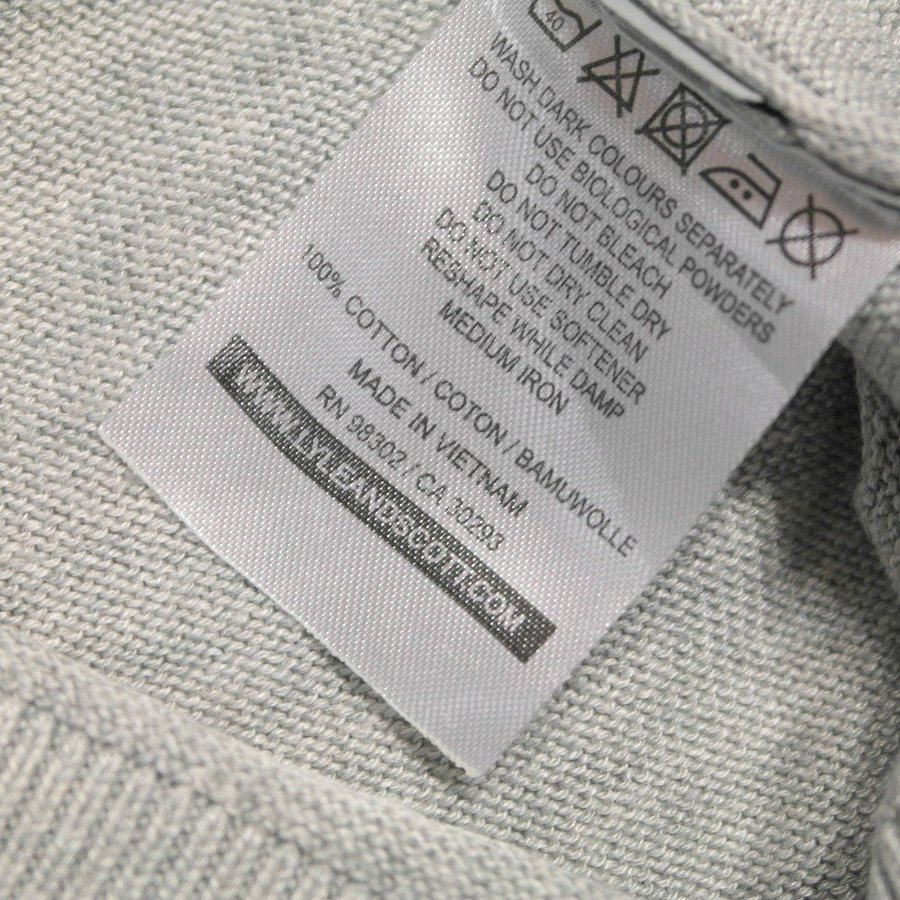 40
WASH DARK COLOURS SEPARATELY
DO NOT USE BIOLOGICAL POWDERS
DO NOT BLEACH
DO NOT TUMBLE DRY
DO NOT DRY CLEAN
DO NOT USE SOFTENER
RESHAPE WHILE DAMP
MEDIUM IRON
100% COTTON / COTON / BAMUWOLLE
MADE IN VIETNAM
RN 98302 / CA 30293
WWW.LYLEANDSCOTT.COM